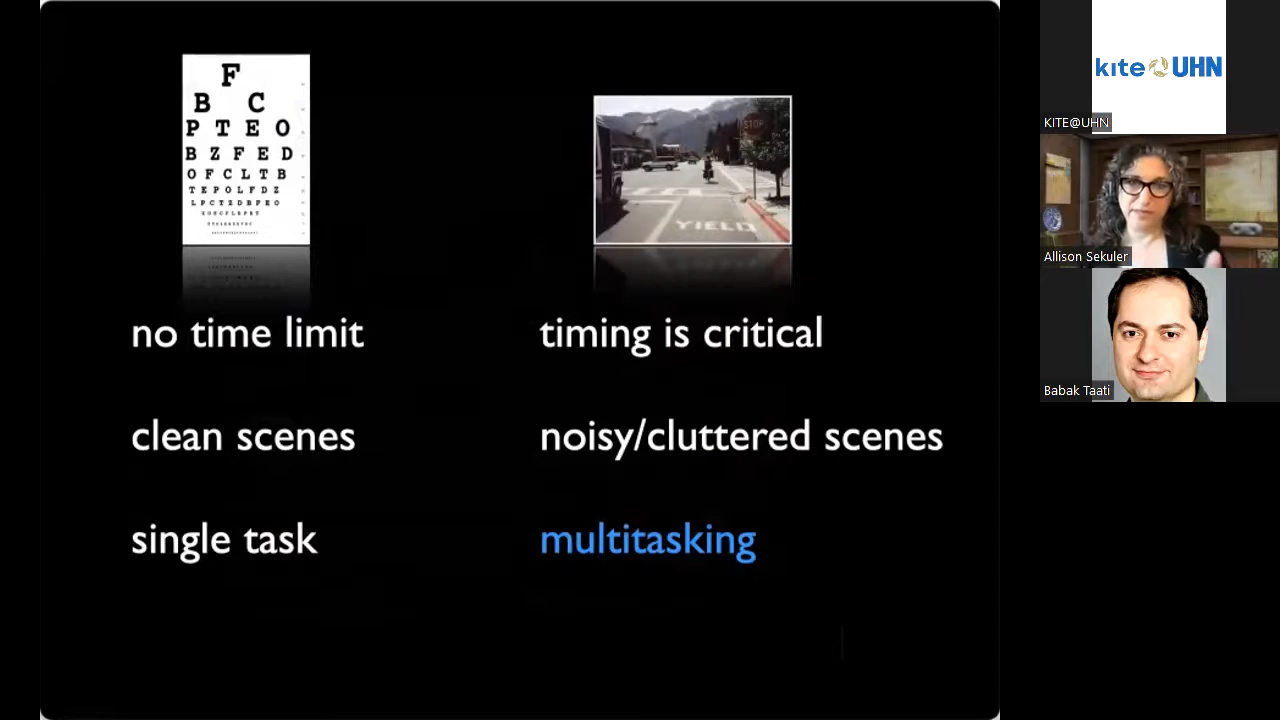 F
B C
P T E O
B Z F E D
O F C L T B
T E P O L F D Z
L P C T Z D B F E O
STOP
YIELD
no time limit
timing is critical
clean scenes
noisy/cluttered scenes
single task
multitasking
kite UHN
KITE@UHN
Allison Sekuler
Babak Taati